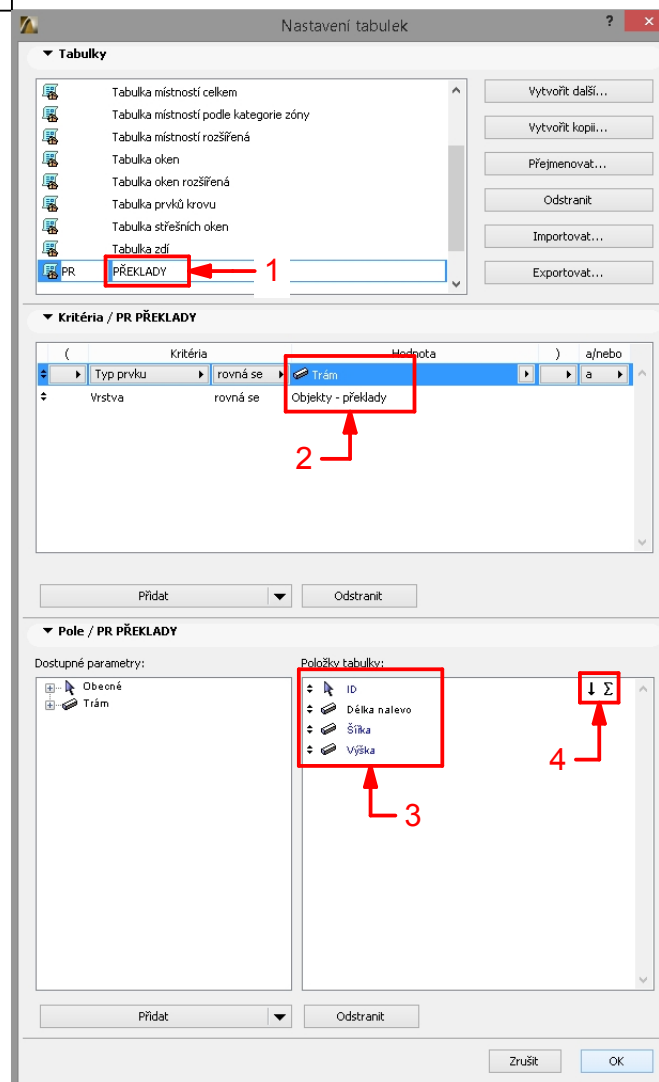 Nastavení tabulek
?
×
Tabulky
Tabulka místností celkem
Tabulka místností podle kategorie zóny
Tabulka místností rozšířená
Tabulka oken
Tabulka oken rozšířená
Tabulka prvků krovu
Tabulka střešních oken
Tabulka zdí
PR PŘEKLADY
1
Vytvořit další...
Vytvořit kopii...
Přejmenovat...
Odstranit
Importovat...
Exportovat...
Kritéria / PR PŘEKLADY
( Kritéria Hodnota ) a/nebo
Typ prvku rovná se Trám a
Vrstva rovná se Objekty - překlady
2
Přidat Odstranit
Pole / PR PŘEKLADY
Dostupné parametry:
Obecné
Trám
Položky tabulky:
ID ↓ Σ
Délka nalevo
Šířka
Výška
4
3
Přidat Odstranit
Zrušit OK